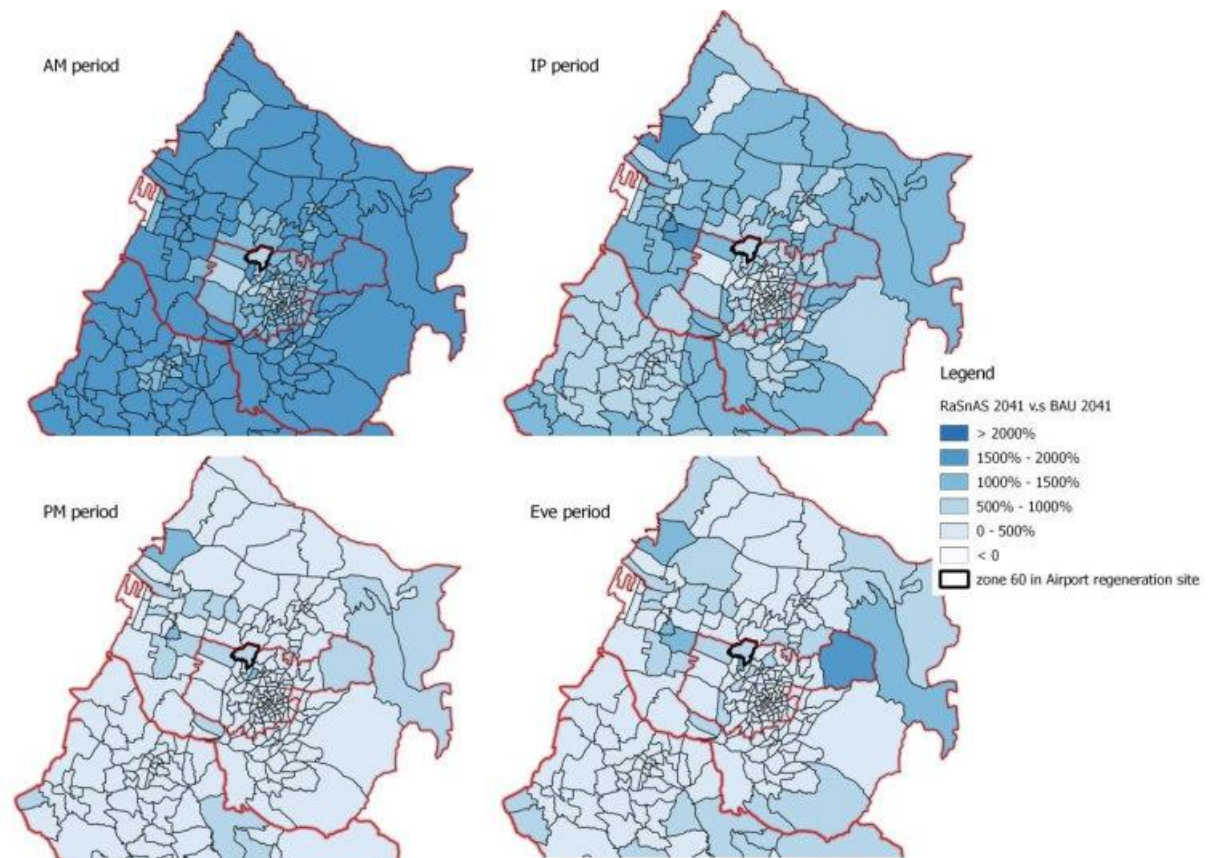 AM period
IP period
Legend
RaSnAS 2041 v.s BAU 2041
> 2000%
1500% - 2000%
1000% - 1500%
500% - 1000%
0 - 500%
< 0
zone 60 in Airport regeneration site
PM period
Eve period